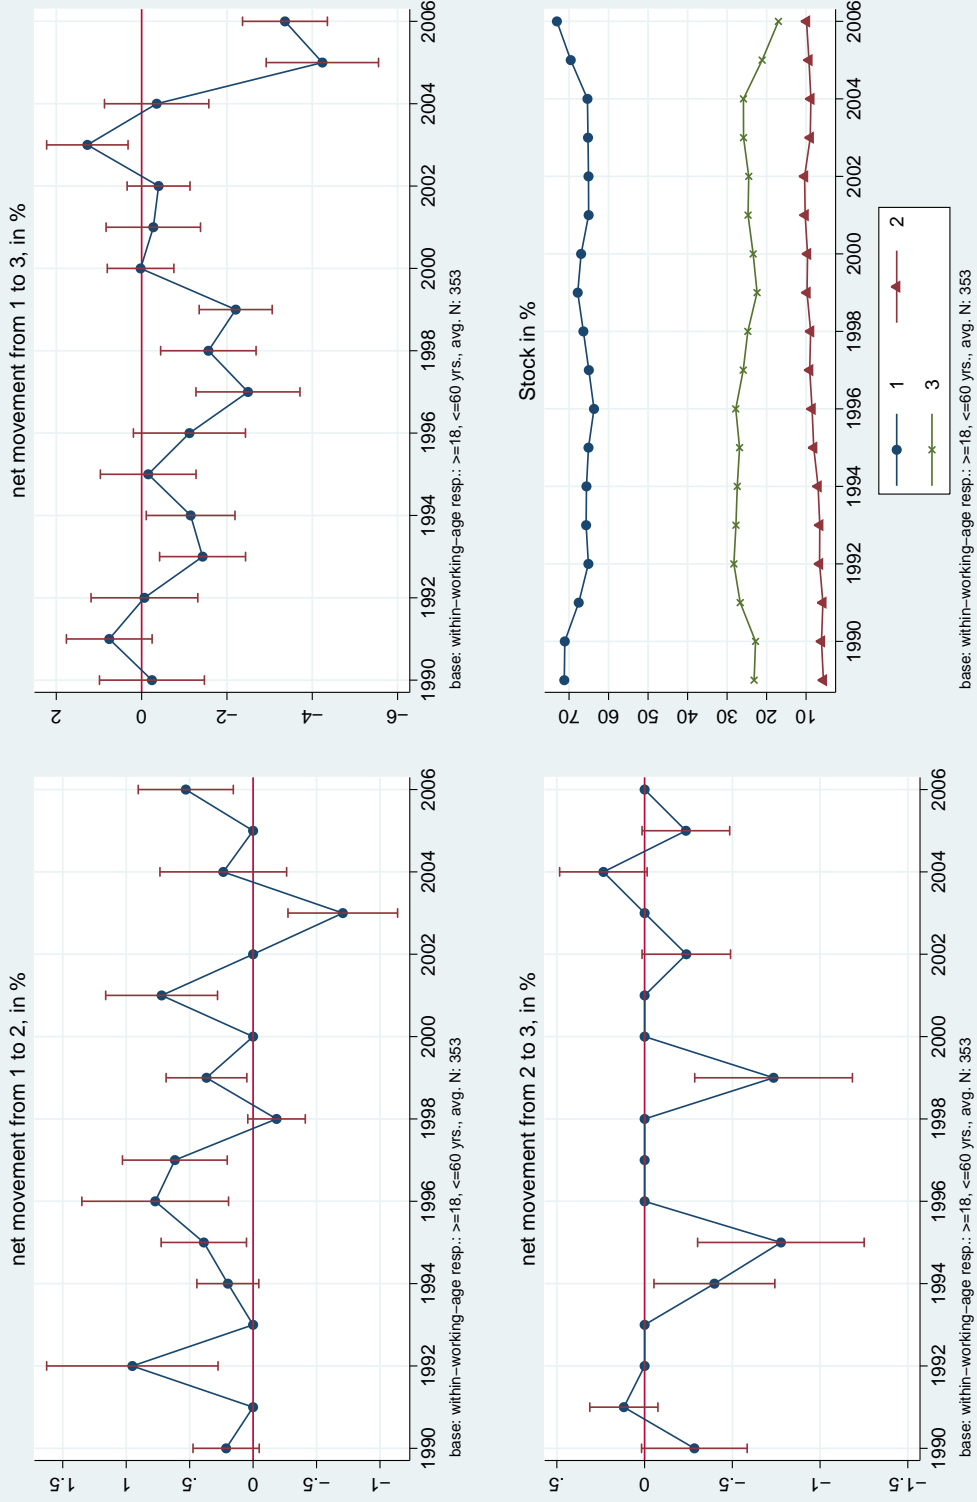 net movement from 1 to 2, in %
1.5
1
.5
0
−.5
−1
1990 1992 1994 1996 1998 2000 2002 2004 2006
base: within−working−age resp.: >=18, <=60 yrs., avg. N: 353
net movement from 1 to 3, in %
2
0
−2
−4
−6
1990 1992 1994 1996 1998 2000 2002 2004 2006
base: within−working−age resp.: >=18, <=60 yrs., avg. N: 353
net movement from 2 to 3, in %
.5
0
−.5
−1
−1.5
1990 1992 1994 1996 1998 2000 2002 2004 2006
base: within−working−age resp.: >=18, <=60 yrs., avg. N: 353
Stock in %
70
60
50
40
30
20
10
1990 1992 1994 1996 1998 2000 2002 2004 2006
1 2
3
base: within−working−age resp.: >=18, <=60 yrs., avg. N: 353